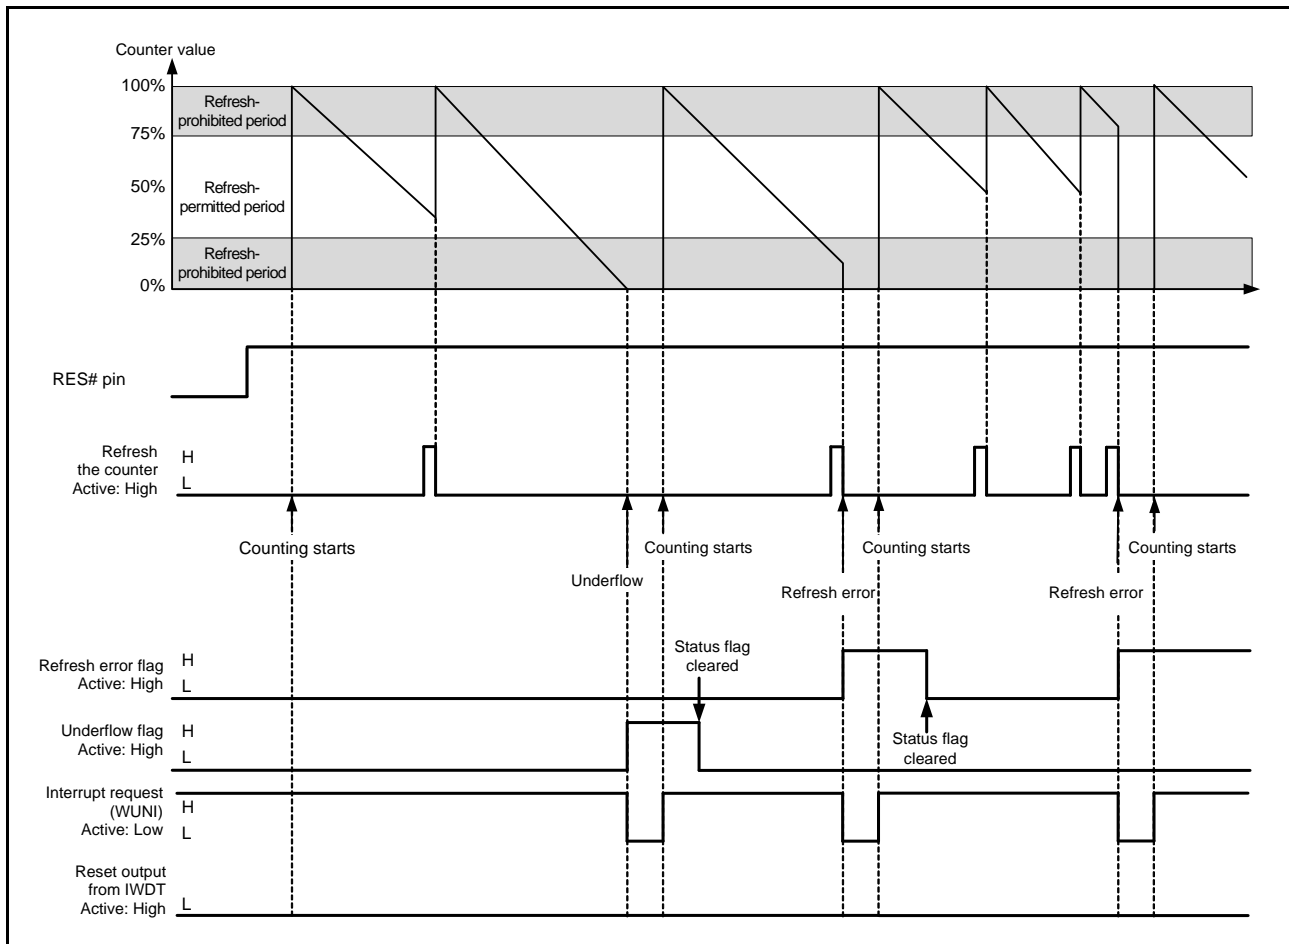 Counter value
100%
Refresh-
prohibited period
75%
50%
Refresh-
permitted period
25%
Refresh-
prohibited period
0%
RES# pin
Refresh
the counter
Active: High
H
L
Counting starts
Underflow
Counting starts
Refresh error
Counting starts
Refresh error
Counting starts
Refresh error flag
Active: High
H
L
Status flag
cleared
Status flag
cleared
Underflow flag
Active: High
H
L
Interrupt request
(WUNI)
Active: Low
H
L
Reset output
from IWDT
Active: High
L